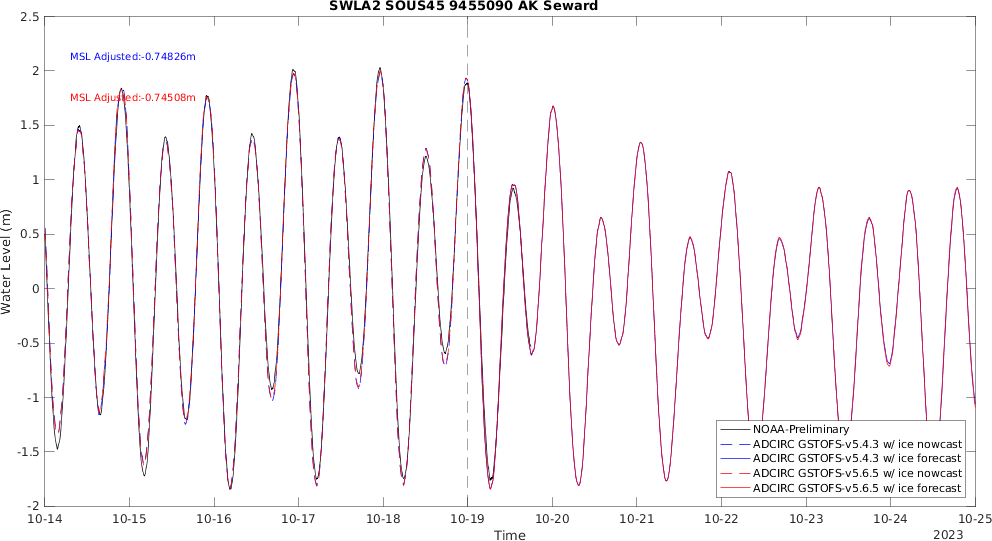 SWLA2 SOUS45 9455090 AK Seward
2.5
2
1.5
1
0.5
0
-0.5
-1
-1.5
-2
Water Level (m)
MSL Adjusted:-0.74826m
MSL Adjusted:-0.74508m
NOAA-Preliminary
ADCIRC GSTOFS-v5.4.3 w/ ice nowcast
ADCIRC GSTOFS-v5.4.3 w/ ice forecast
ADCIRC GSTOFS-v5.6.5 w/ ice nowcast
ADCIRC GSTOFS-v5.6.5 w/ ice forecast
10-14 10-15 10-16 10-17 10-18 10-19 10-20 10-21 10-22 10-23 10-24 10-25
Time
2023